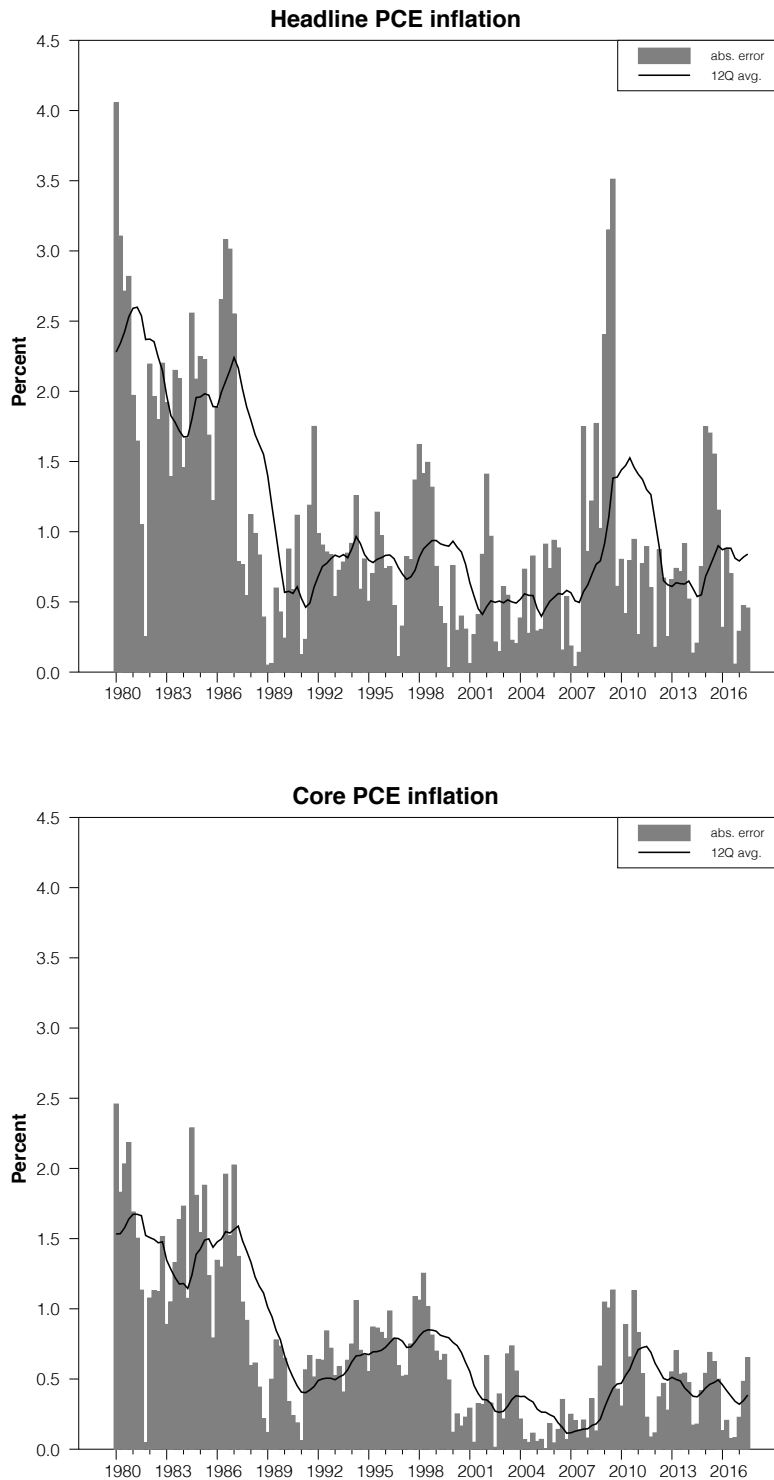 Headline PCE inflation
4.5
4.0
3.5
3.0
2.5
2.0
1.5
1.0
0.5
0.0
Percent
abs. error
12Q avg.
1980 1983 1986 1989 1992 1995 1998 2001 2004 2007 2010 2013 2016
Core PCE inflation
4.5
4.0
3.5
3.0
2.5
2.0
1.5
1.0
0.5
0.0
Percent
abs. error
12Q avg.
1980 1983 1986 1989 1992 1995 1998 2001 2004 2007 2010 2013 2016